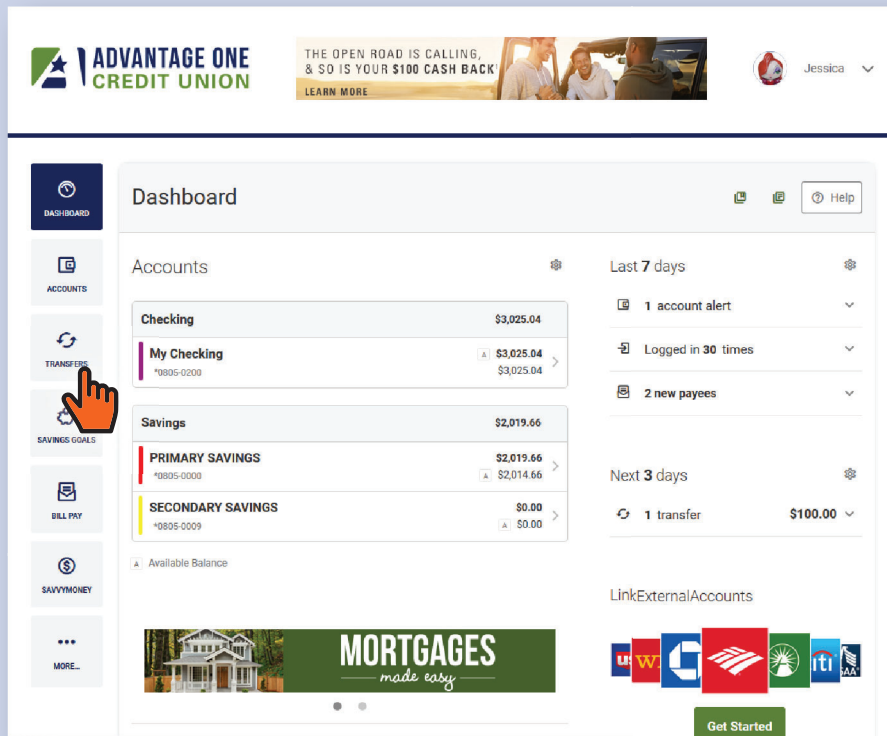 ADVANTAGE ONE
CREDIT UNION
THE OPEN ROAD IS CALLING,
& SO IS YOUR $100 CASH BACK
LEARN MORE
Jessica
DASHBOARD
ACCOUNTS
TRANSFERS
SAVINGS GOALS
BILL PAY
SAVVYMONEY
MORE...
Dashboard
Help
Accounts
Checking $3,025.04
My Checking A $3,025.04
*0805-0200 $3,025.04
Savings $2,019.66
PRIMARY SAVINGS $2,019.66
*0805-0000 A $2,014.66
SECONDARY SAVINGS $0.00
*0805-0009 A $0.00
A Available Balance
MORTGAGES
made easy
Last 7 days
1 account alert
Logged in 30 times
2 new payees
Next 3 days
1 transfer $100.00
LinkExternalAccounts
citi
Get Started